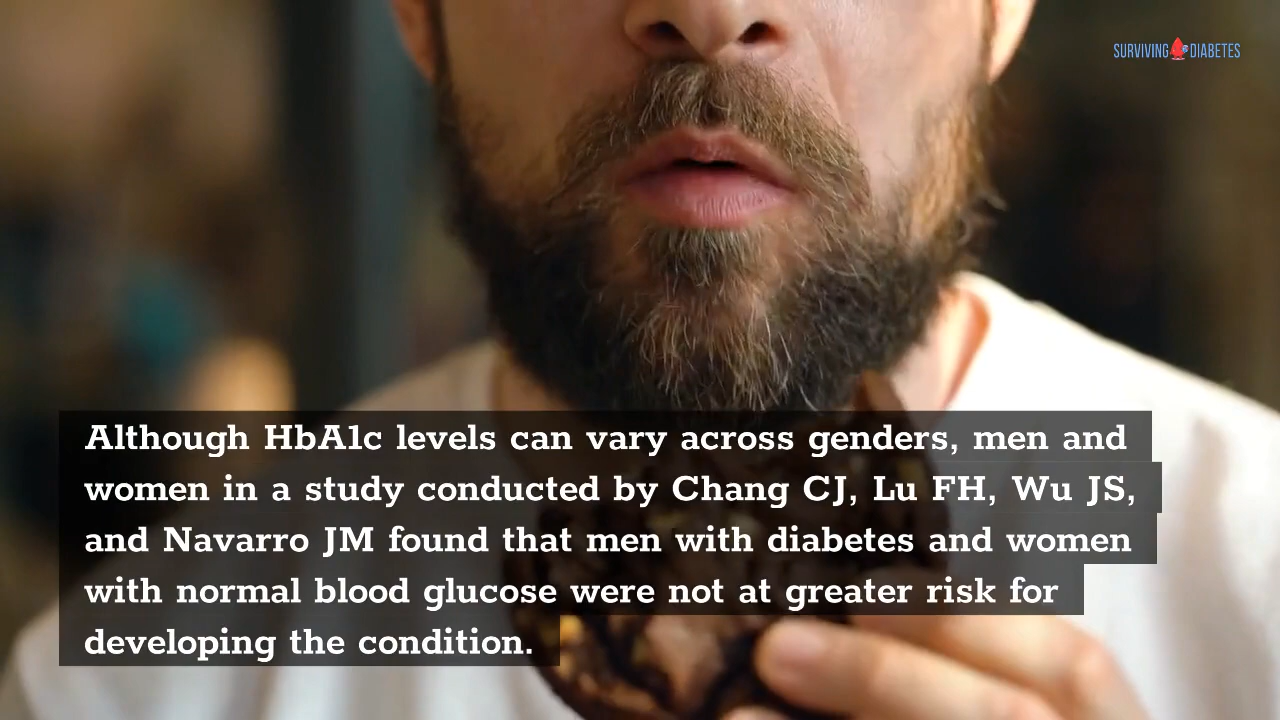 SURVIVING DIABETES
Although HbA1c levels can vary across genders, men and
women in a study conducted by Chang CJ, Lu FH, Wu JS,
and Navarro JM found that men with diabetes and women
with normal blood glucose were not at greater risk for
developing the condition.